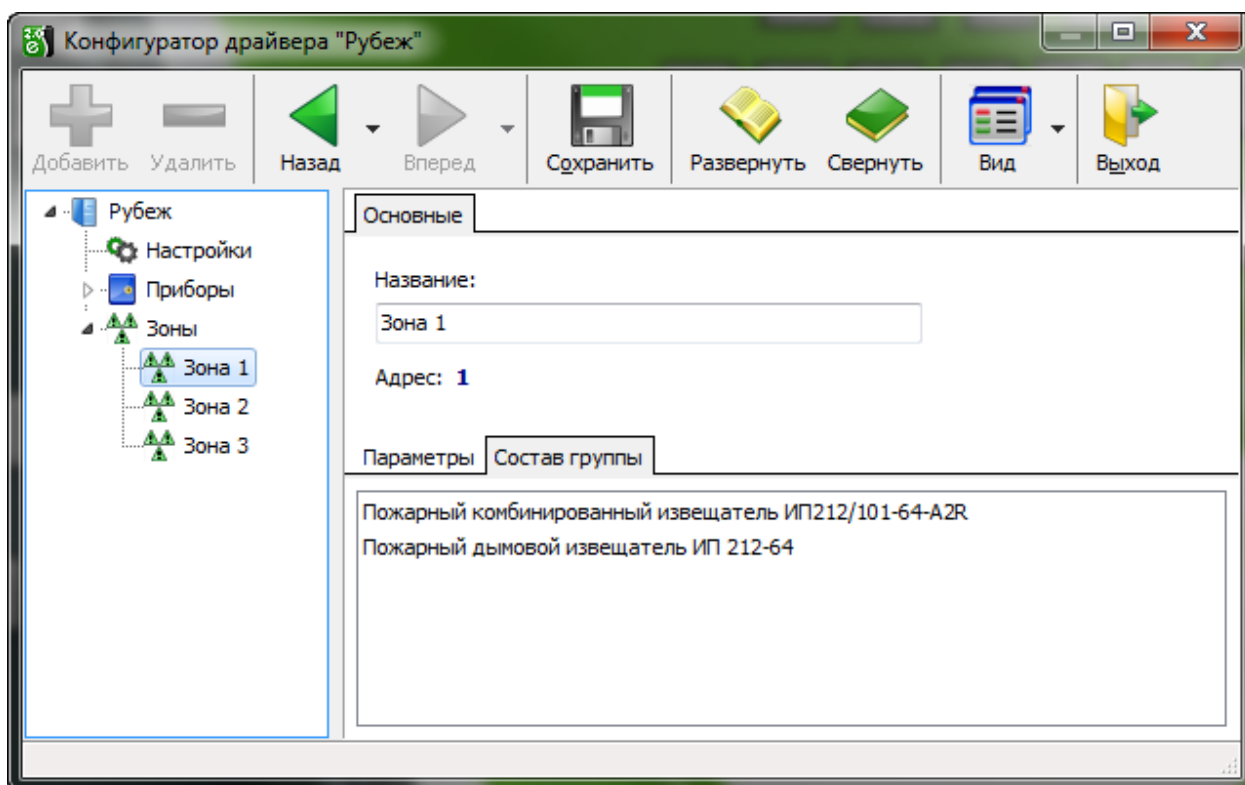 Конфигуратор драйвера "Рубеж"
Добавить Удалить Назад Вперед Сохранить Развернуть Свернуть Вид Выход
Рубеж
Настройки
Приборы
Зоны
Зона 1
Зона 2
Зона 3
Основные
Название:
Зона 1
Адрес: 1
Параметры Состав группы
Пожарный комбинированный извещатель ИП212/101-64-A2R
Пожарный дымовой извещатель ИП 212-64